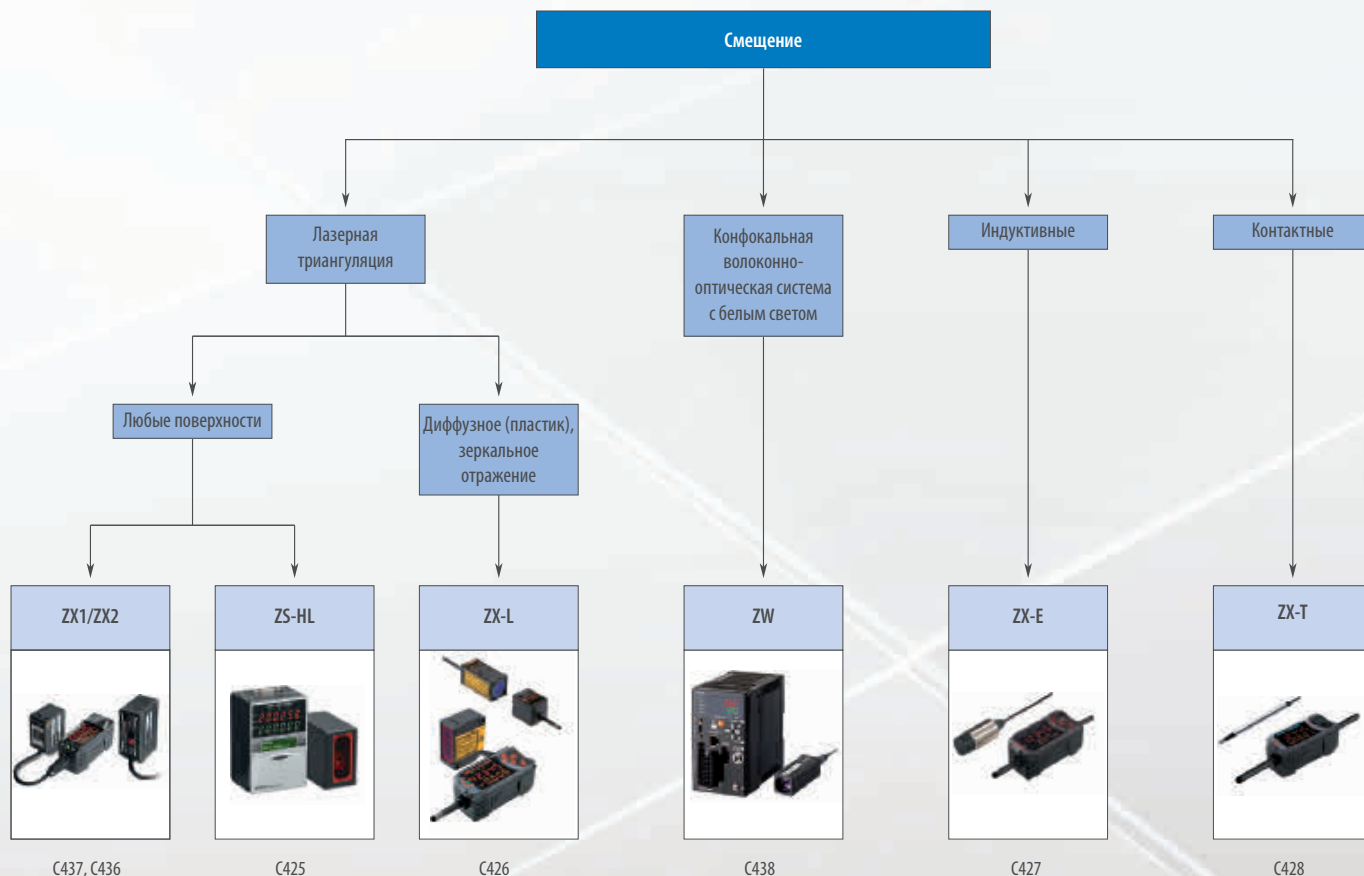 Смещение
Лазерная
триангуляция
Конфокальная
волоконно-
оптическая система
с белым светом
Индуктивные
Контактные
Любые поверхности
Диффузное (пластик),
зеркальное
отражение
ZX1/ZX2
ZS-HL
ZX-L
ZW
ZX-E
ZX-T
C437, C436
C425
C426
C438
C427
C428